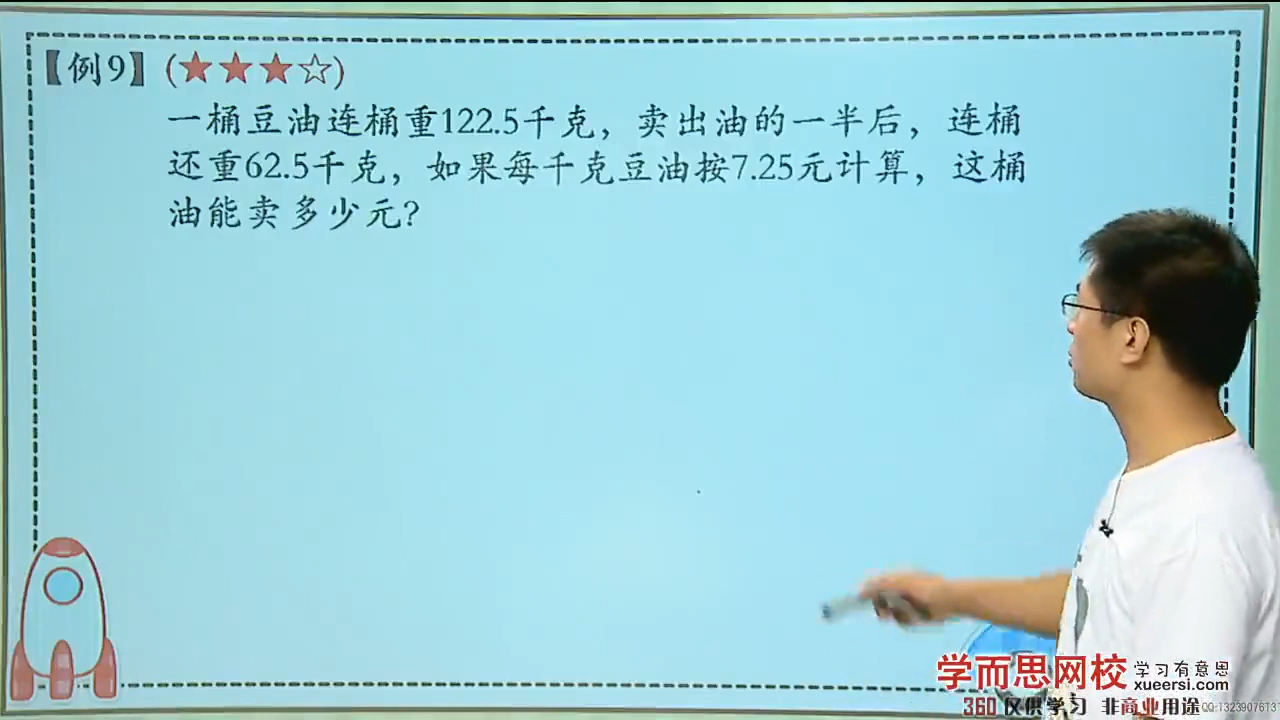 【例9】(★★★☆)
一桶豆油连桶重122.5千克，卖出油的一半后，连桶
还重62.5千克，如果每千克豆油按7.25元计算，这桶
油能卖多少元？
学而思网校 学习有意思
xueersi.com
360 仅供学习 非商业用途 QQ:1323907613